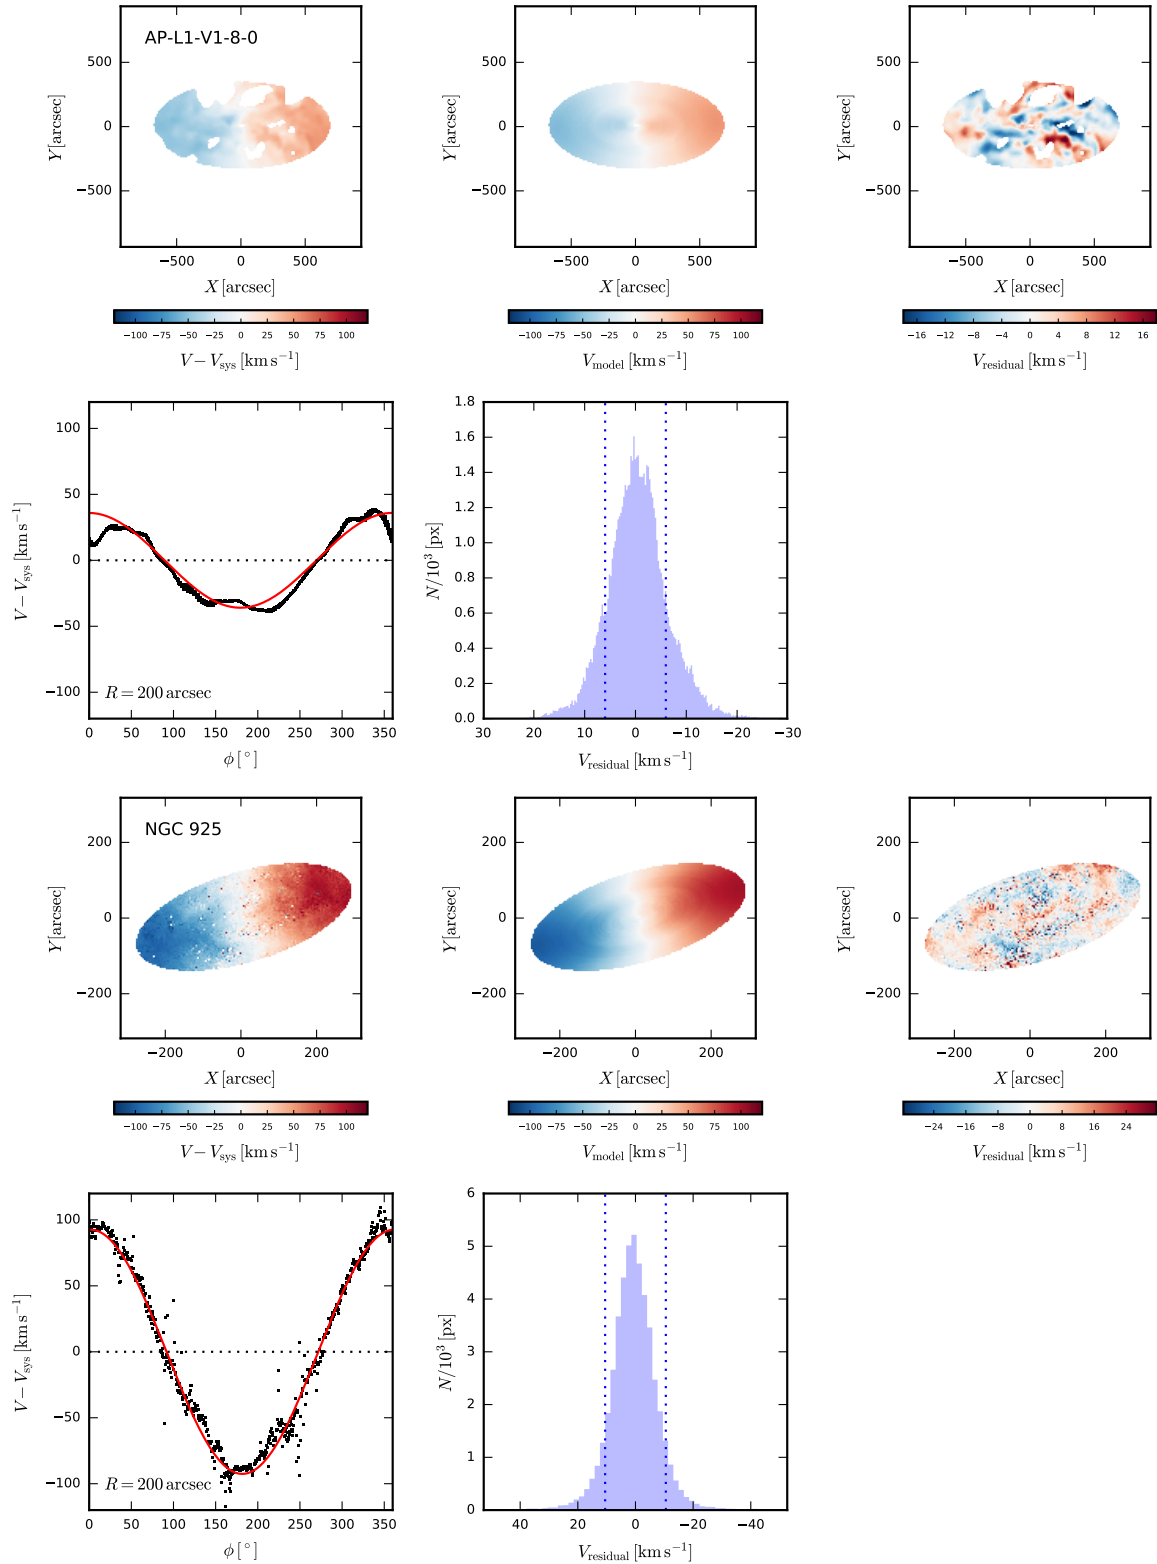 AP-L1-V1-8-0
500
0
−500
Y [arcsec]
−500 0 500
X [arcsec]
−100 −75 −50 −25 0 25 50 75 100
V − Vsys [km s−1]
500
0
−500
Y [arcsec]
−500 0 500
X [arcsec]
−100 −75 −50 −25 0 25 50 75 100
Vmodel [km s−1]
500
0
−500
Y [arcsec]
−500 0 500
X [arcsec]
−16 −12 −8 −4 0 4 8 12 16
Vresidual [km s−1]
100
50
0
−50
−100
V − Vsys [km s−1]
R = 200 arcsec
0 50 100 150 200 250 300 350
ϕ [°]
1.8
1.6
1.4
1.2
1.0
0.8
0.6
0.4
0.2
0.0
N/10³ [px]
30 20 10 0 −10 −20 −30
Vresidual [km s−1]
NGC 925
200
0
−200
Y [arcsec]
−200 0 200
X [arcsec]
−100 −75 −50 −25 0 25 50 75 100
V − Vsys [km s−1]
200
0
−200
Y [arcsec]
−200 0 200
X [arcsec]
−100 −75 −50 −25 0 25 50 75 100
Vmodel [km s−1]
200
0
−200
Y [arcsec]
−200 0 200
X [arcsec]
−24 −16 −8 0 8 16 24
Vresidual [km s−1]
100
50
0
−50
−100
V − Vsys [km s−1]
R = 200 arcsec
0 50 100 150 200 250 300 350
ϕ [°]
6
5
4
3
2
1
0
N/10³ [px]
40 20 0 −20 −40
Vresidual [km s−1]